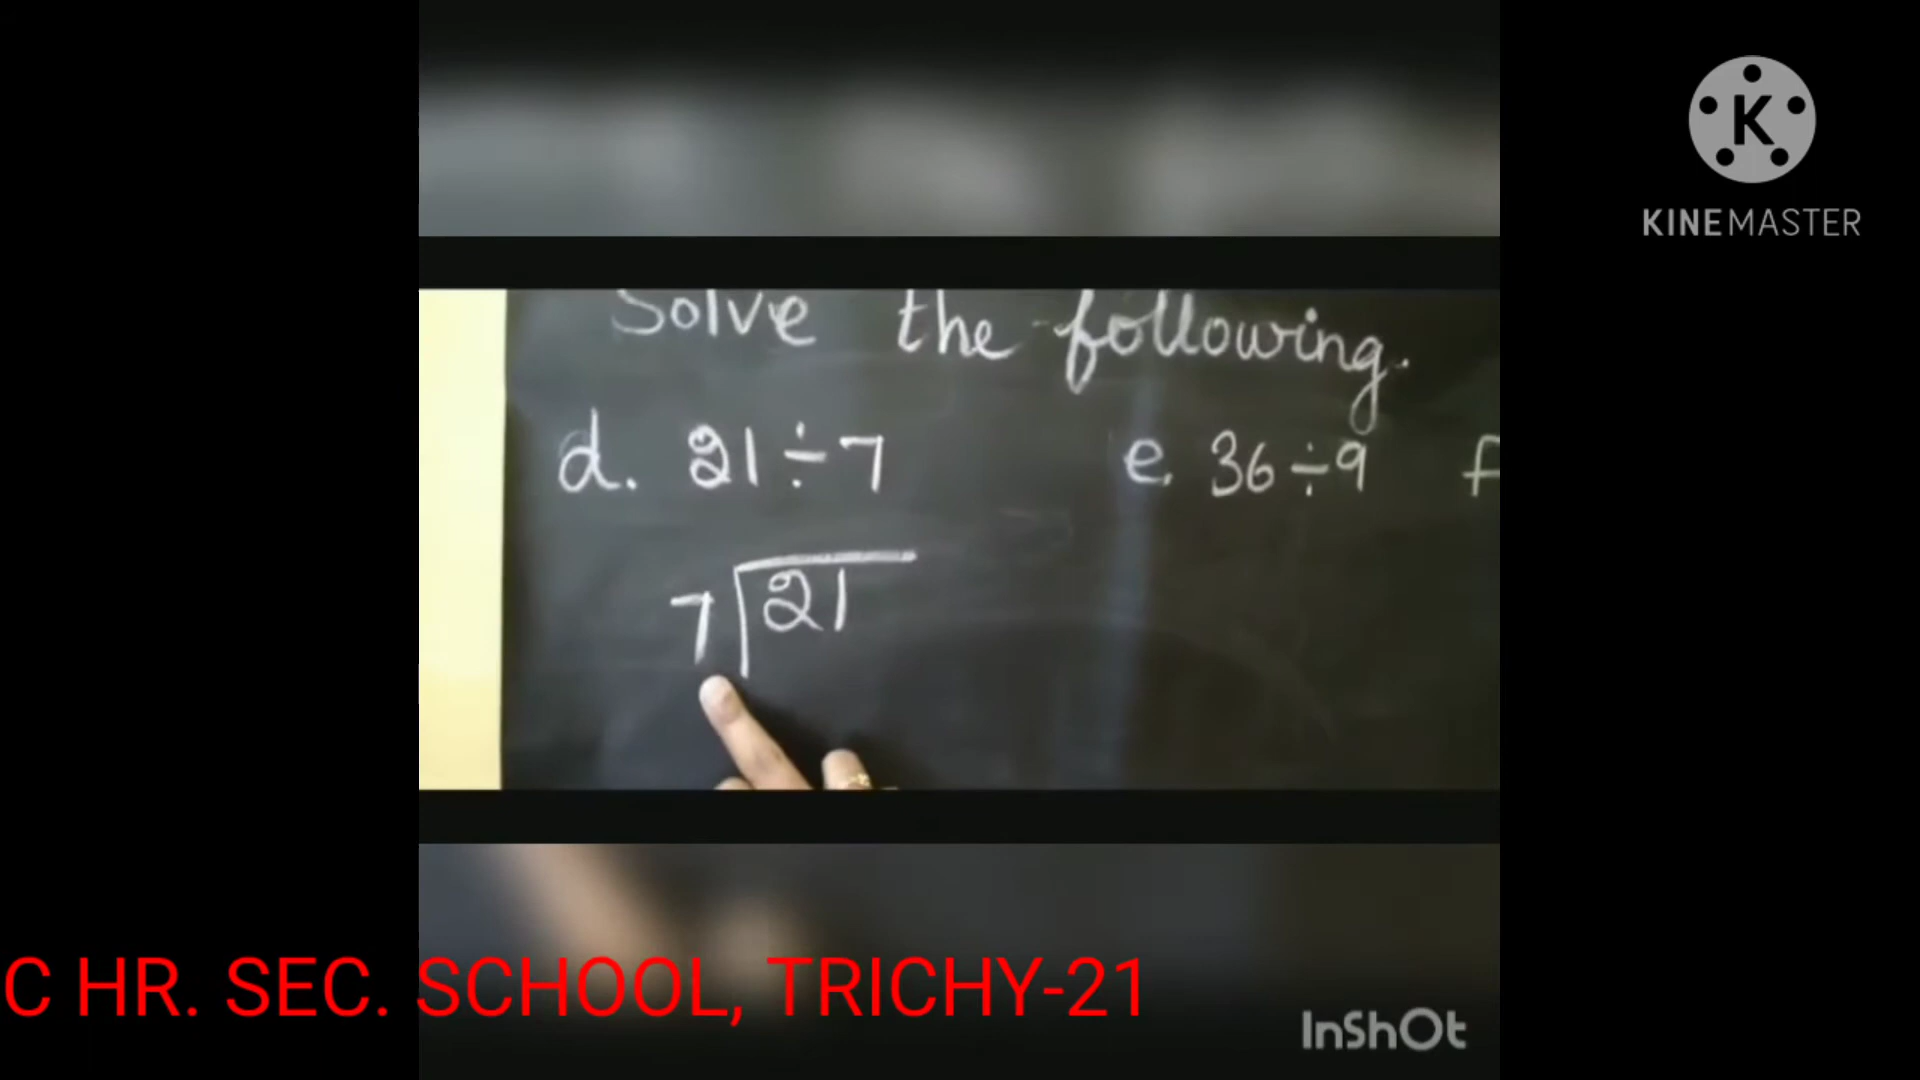 KINEMASTER
Solve the following.
d. 21÷7 e. 36÷9 f
7 21
C HR. SEC. SCHOOL, TRICHY-21
InShOt